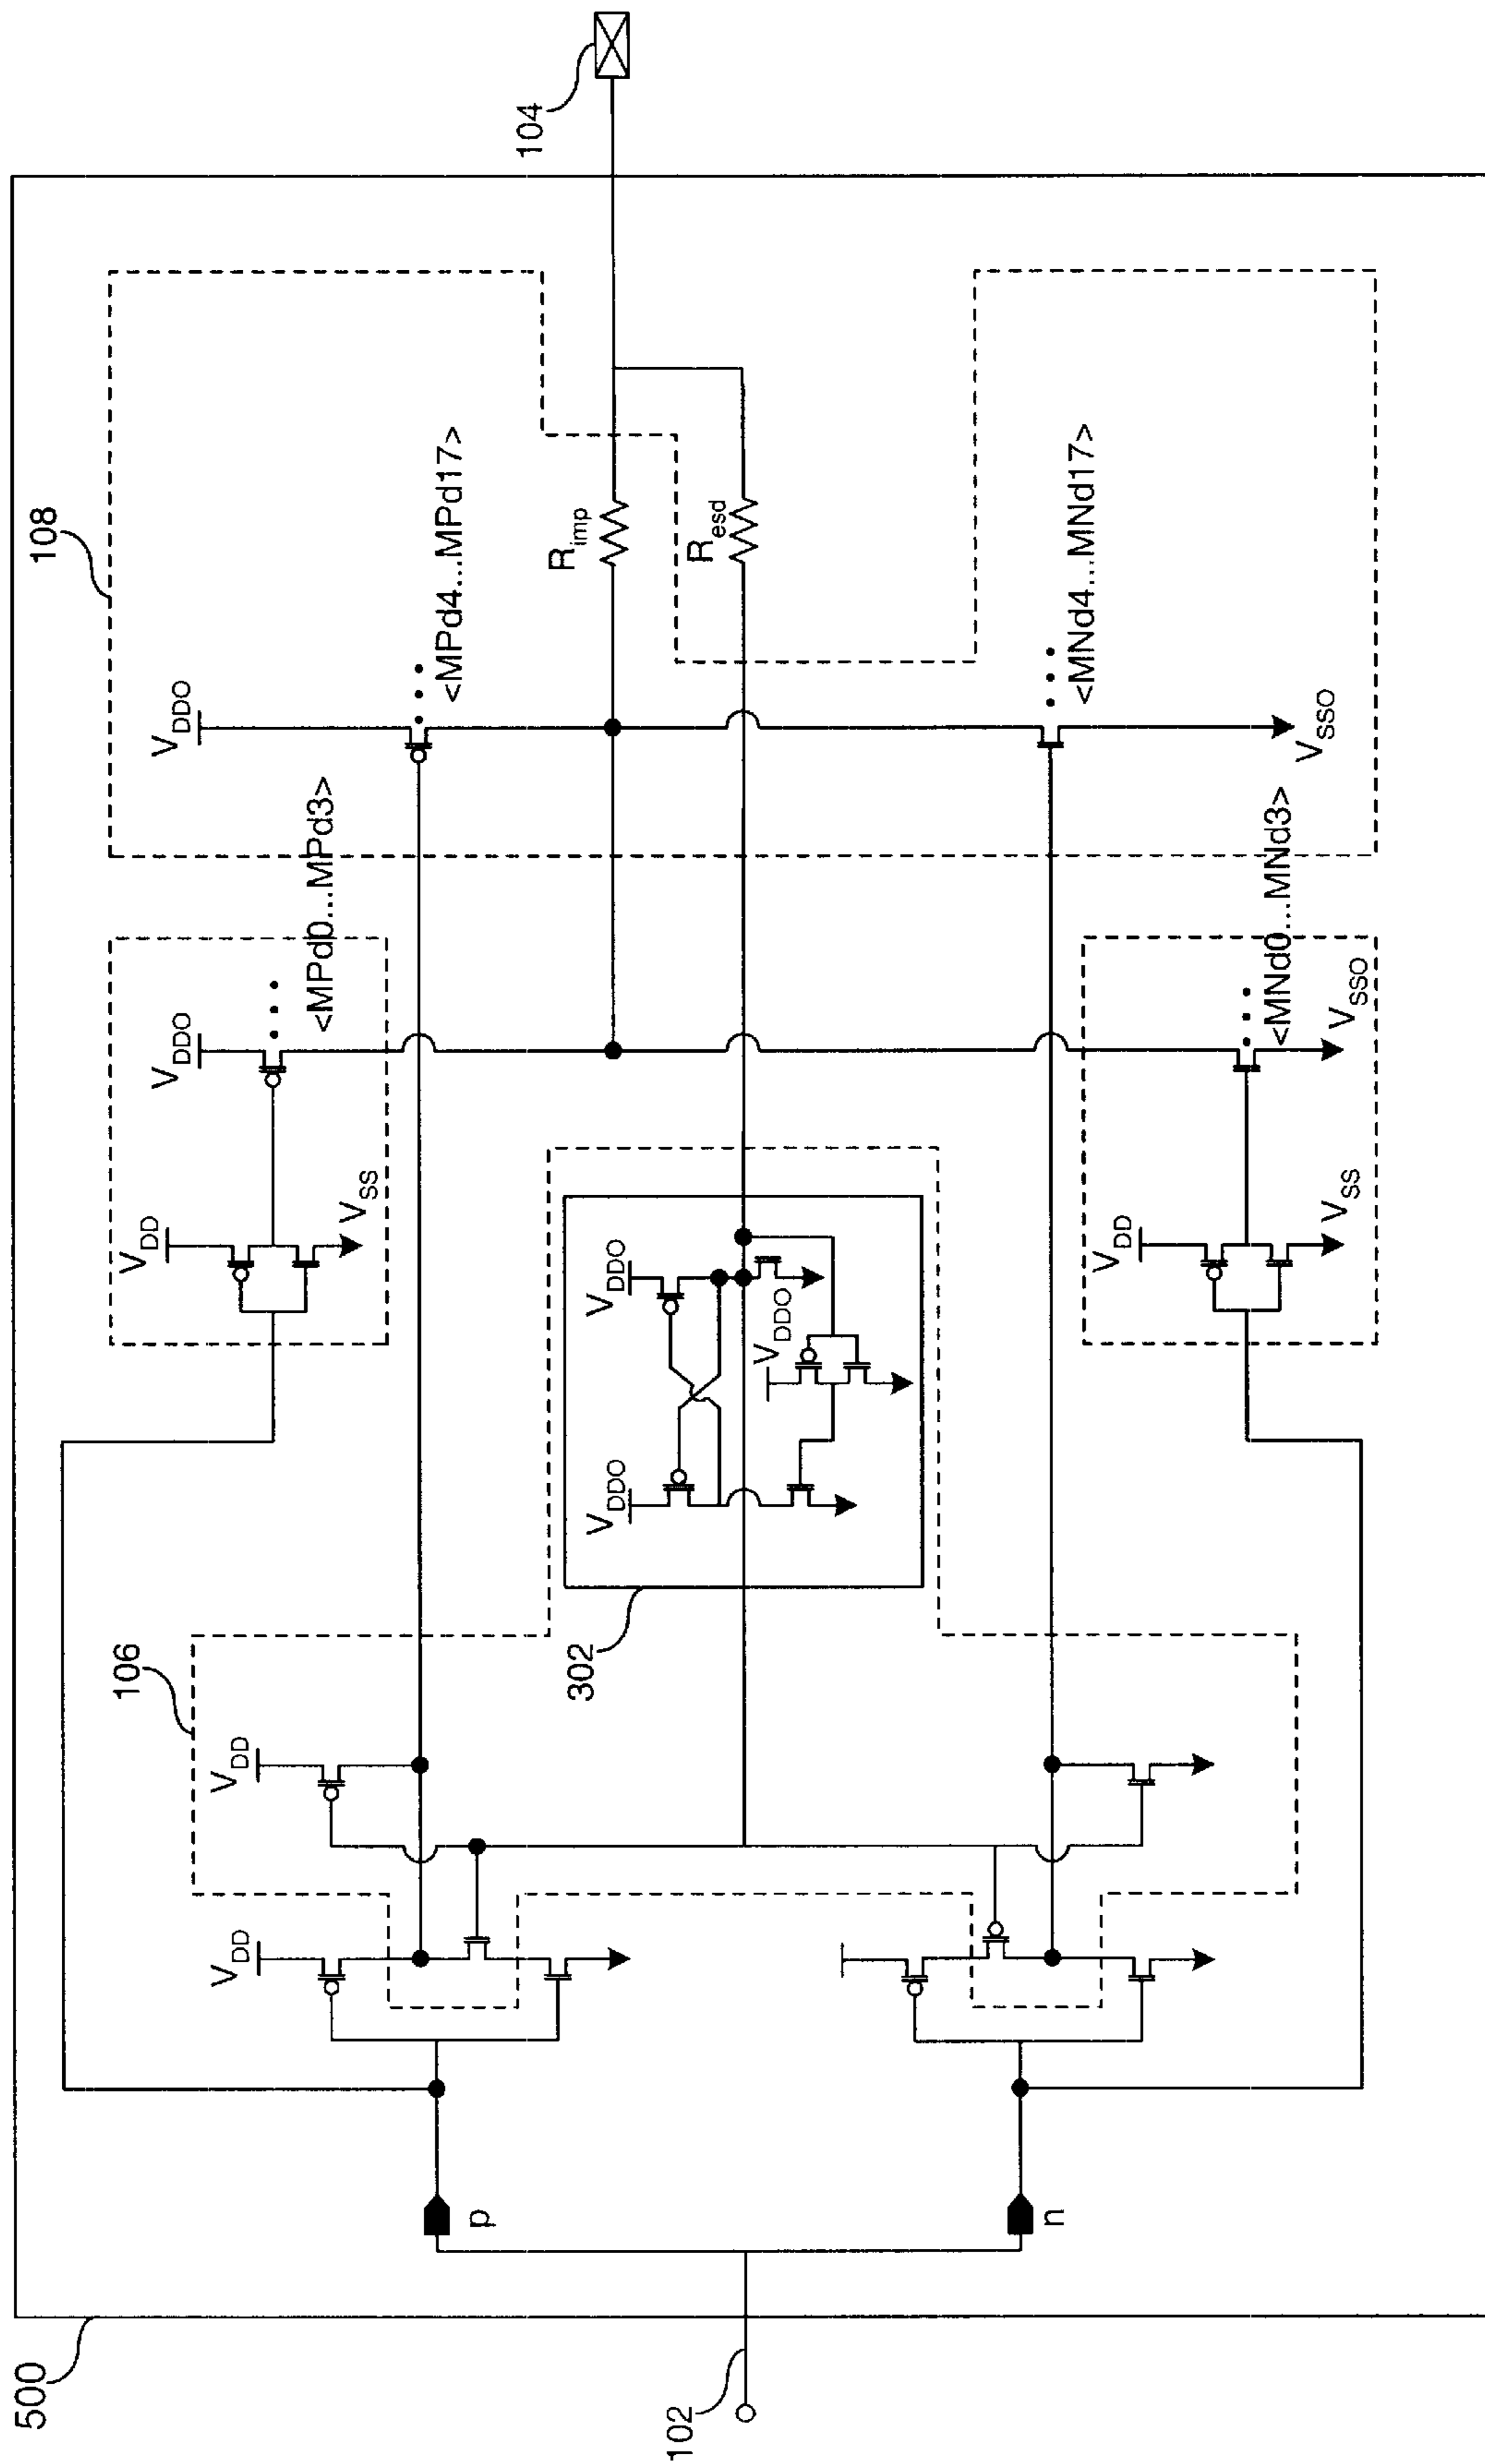 500
102
p
n
106
V_DD
V_DD
302
V_DDO
V_DDO
V_DDO
V_DD
V_SS
V_DDO
<MPd0...MPd3>
V_DD
V_SS
V_SSO
<MNd0...MNd3>
108
V_DDO
<MPd4...MPd17>
R_imp
R_esd
<MNd4...MNd17>
V_SSO
104